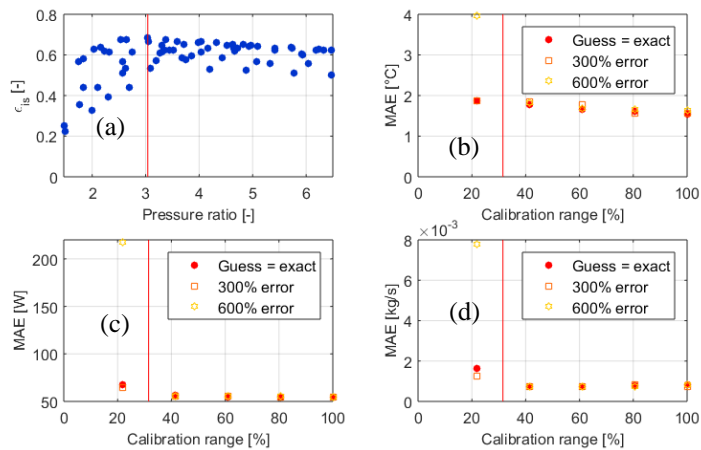 0.8
0.6
0.4
0.2
0
ϵis [-]
(a)
2 3 4 5 6
Pressure ratio [-]
4
3
2
1
0
MAE [°C]
Guess = exact
300% error
600% error
(b)
0 20 40 60 80 100
Calibration range [%]
200
150
100
50
MAE [W]
Guess = exact
300% error
600% error
(c)
0 20 40 60 80 100
Calibration range [%]
×10-3
8
6
4
2
0
MAE [kg/s]
Guess = exact
300% error
600% error
(d)
0 20 40 60 80 100
Calibration range [%]